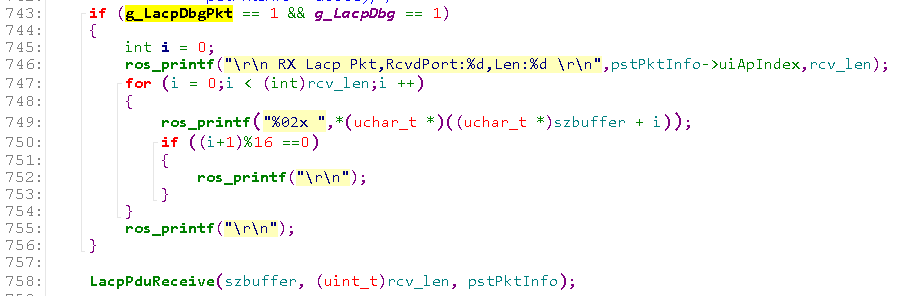 743: if (g_LacpDbgPkt == 1 && g_LacpDbg == 1)
744: {
745: int i = 0;
746: ros_printf("\r\n RX Lacp Pkt,RcvdPort:%d,Len:%d \r\n",pstPktInfo->uiApIndex,rcv_len);
747: for (i = 0;i < (int)rcv_len;i ++)
748: {
749: ros_printf("%02x ",*(uchar_t *)((uchar_t *)szbuffer + i));
750: if ((i+1)%16 ==0)
751: {
752: ros_printf("\r\n");
753: }
754: }
755: ros_printf("\r\n");
756: }
757:
758: LacpPduReceive(szbuffer, (uint_t)rcv_len, pstPktInfo);